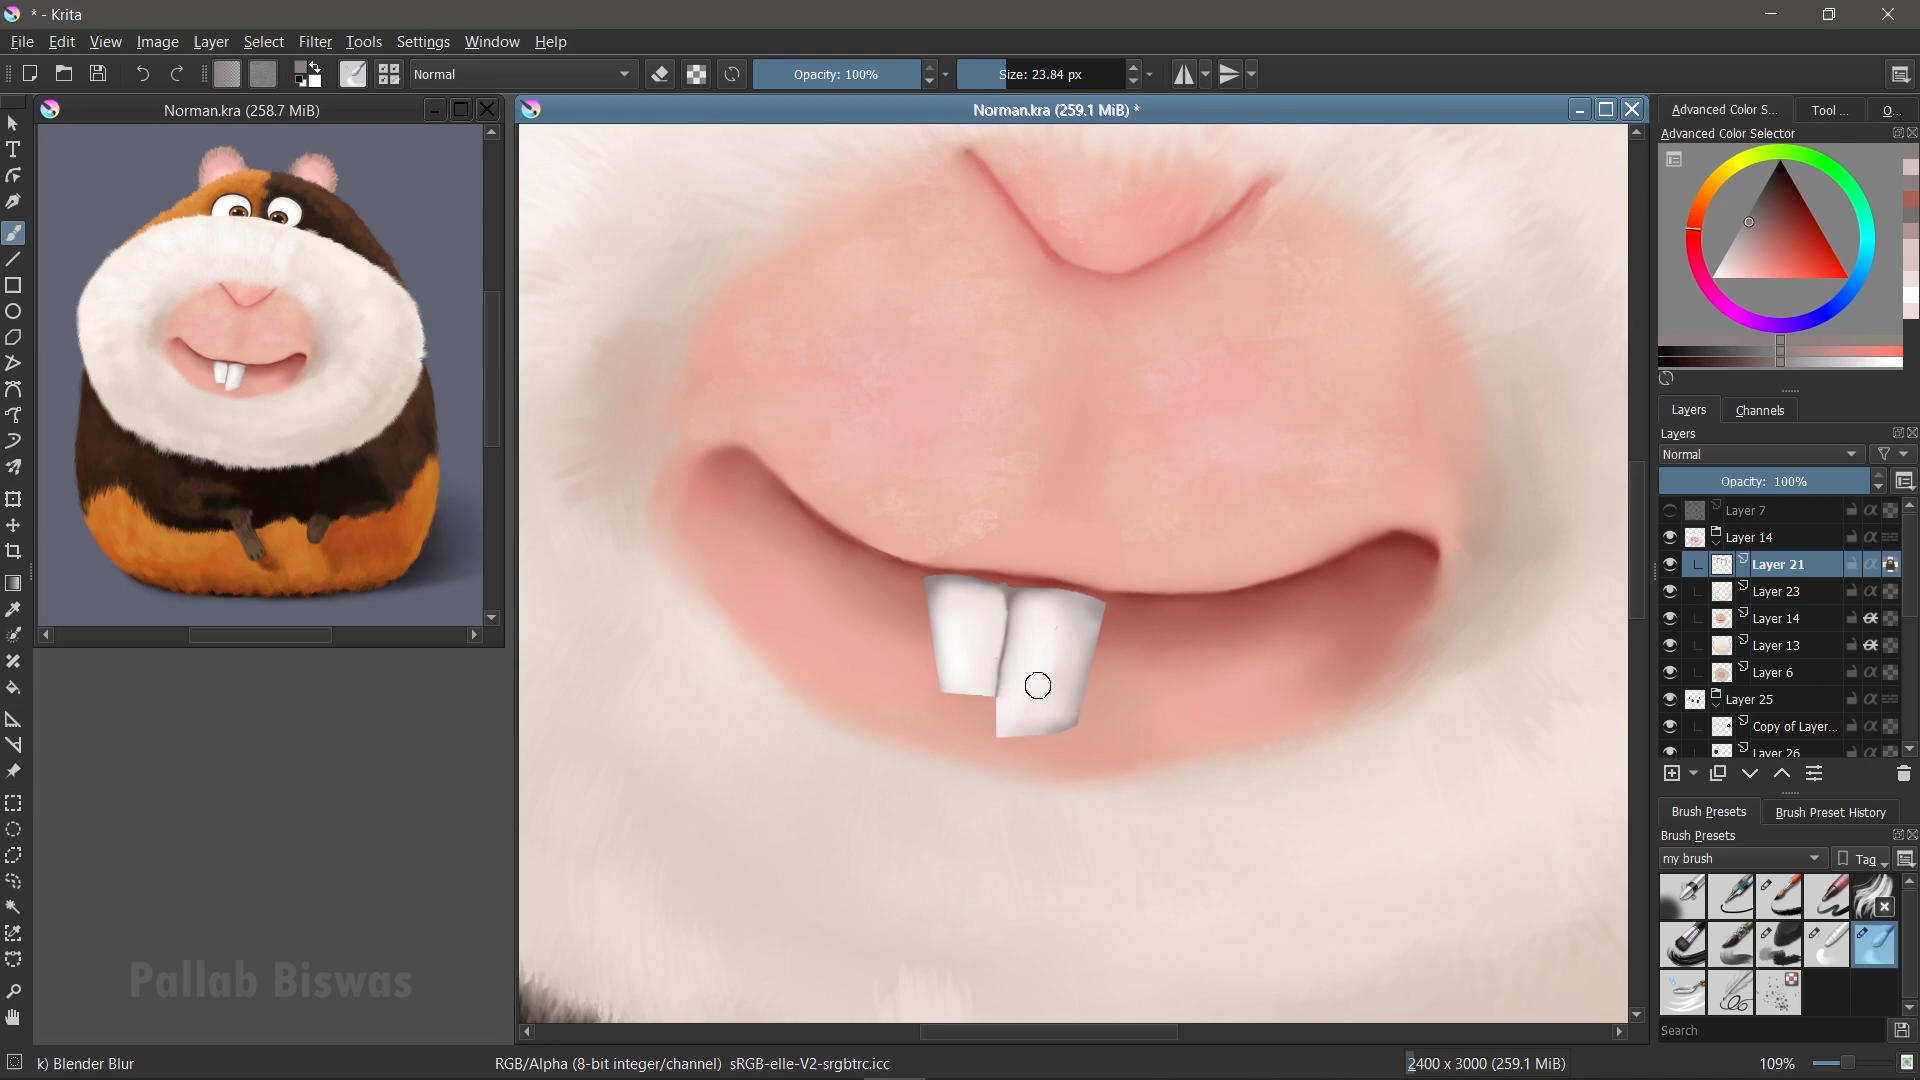 * - Krita
File Edit View Image Layer Select Filter Tools Settings Window Help
Normal
Opacity: 100%
Size: 23.84 px
Norman.kra (258.7 MiB)
Norman.kra (259.1 MiB) *
Advanced Color S... Tool ... O...
Advanced Color Selector
Layers Channels
Layers
Normal
Opacity: 100%
Layer 7
Layer 14
Layer 21
Layer 23
Layer 14
Layer 13
Layer 6
Layer 25
Copy of Layer...
Layer 26
Brush Presets Brush Preset History
Brush Presets
my brush Tag
Search
Pallab Biswas
k) Blender Blur
RGB/Alpha (8-bit integer/channel) sRGB-elle-V2-srgbtrc.icc
2400 x 3000 (259.1 MiB)
109%